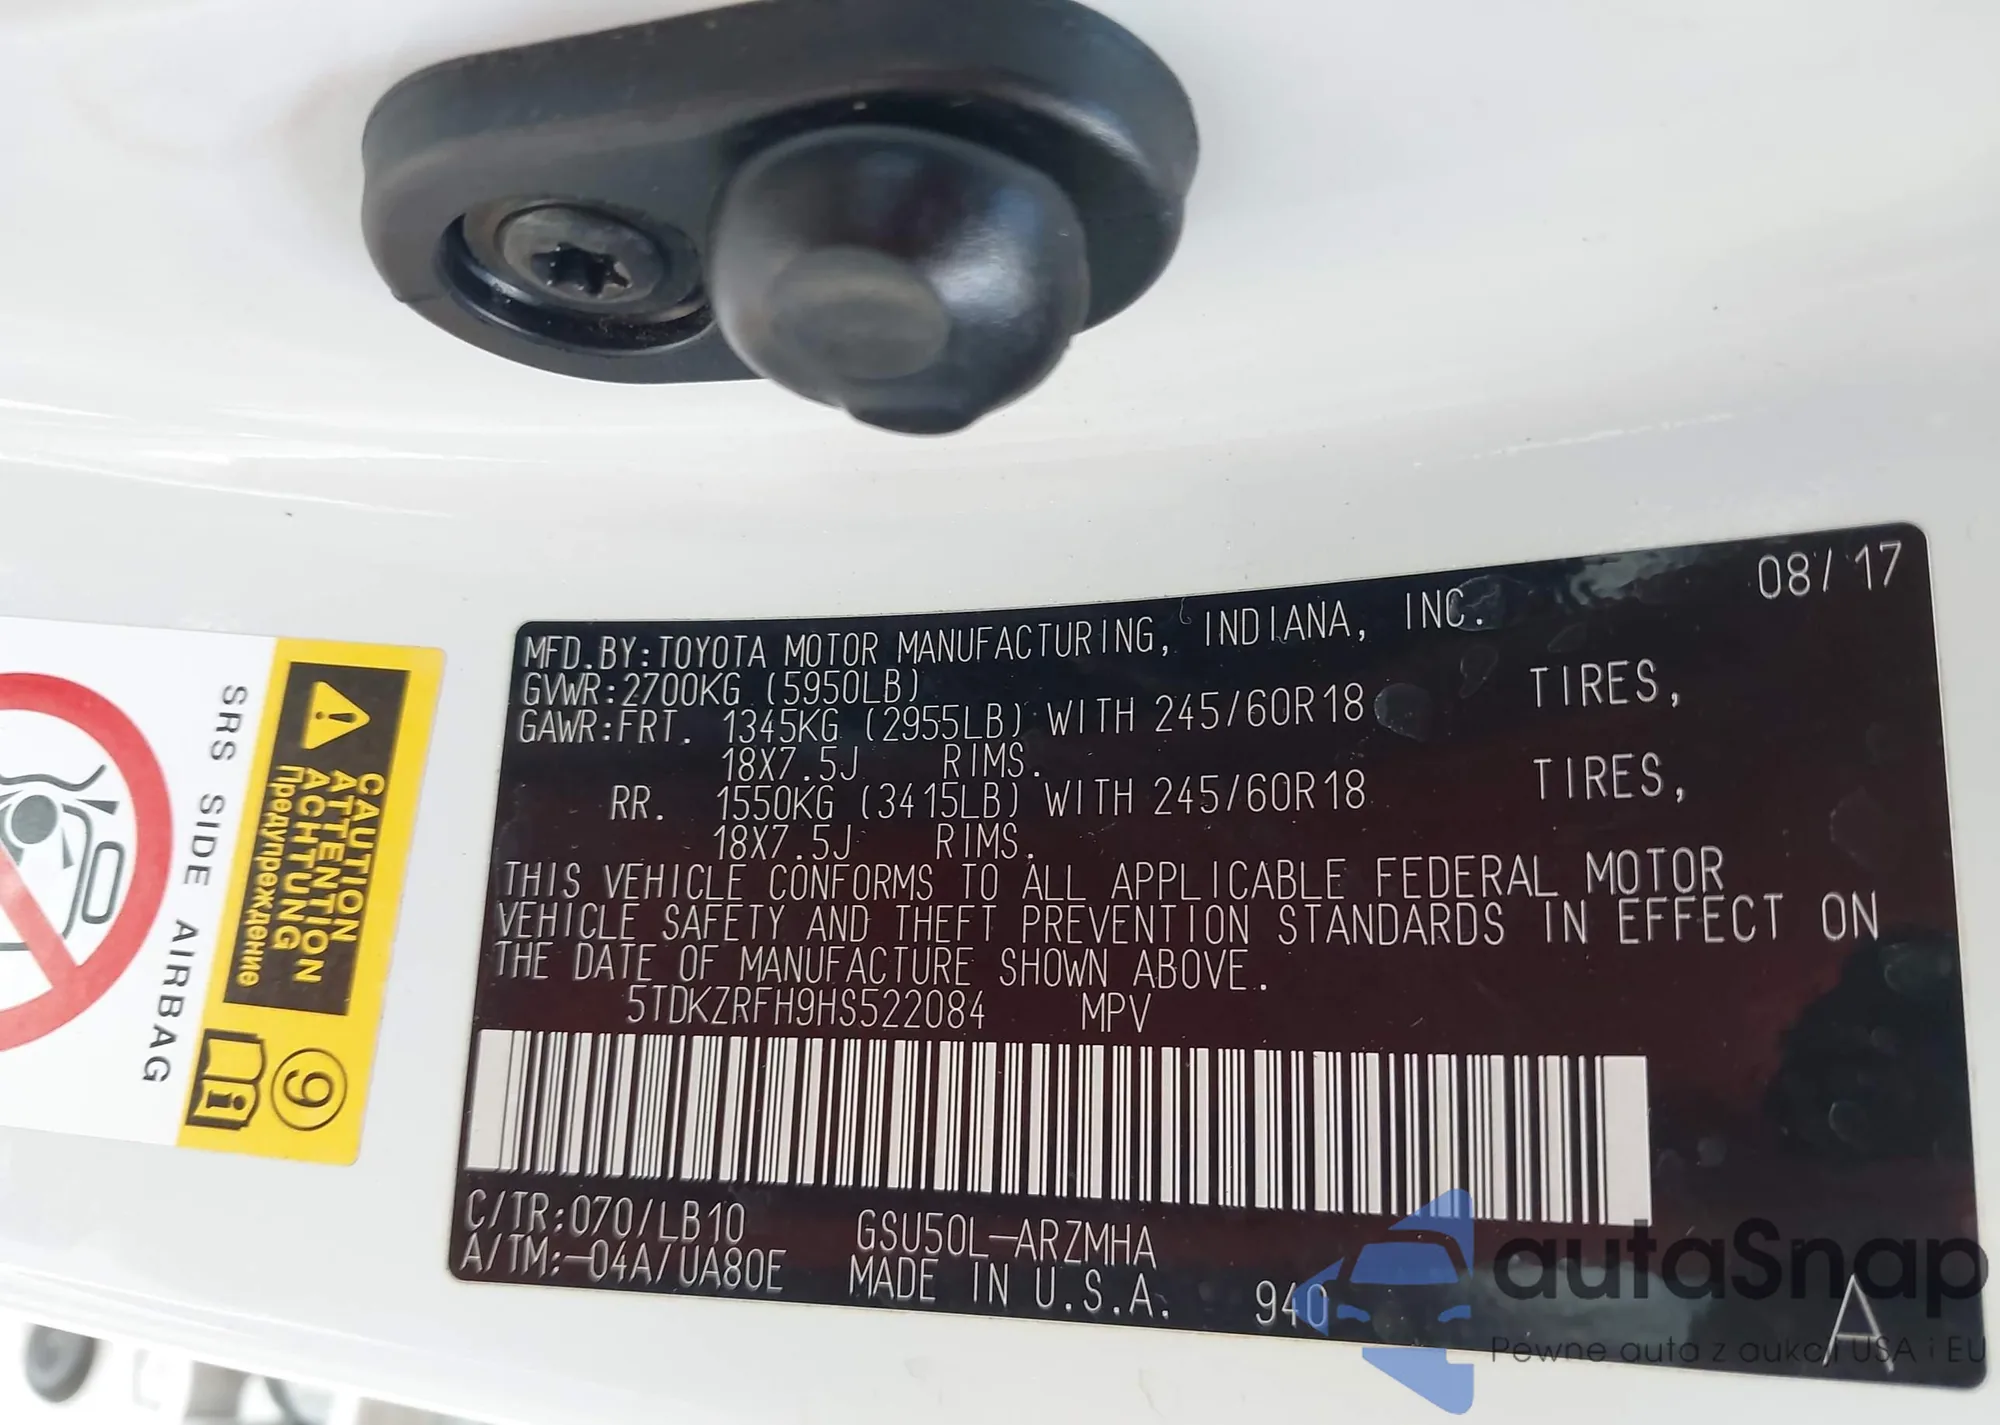 08/17
MFD.BY:TOYOTA MOTOR MANUFACTURING, INDIANA, INC.
GVWR:2700KG (5950LB)
GAWR:FRT. 1345KG (2955LB) WITH 245/60R18 TIRES,
18X7.5J RIMS.
RR. 1550KG (3415LB) WITH 245/60R18 TIRES,
18X7.5J RIMS.
THIS VEHICLE CONFORMS TO ALL APPLICABLE FEDERAL MOTOR
VEHICLE SAFETY AND THEFT PREVENTION STANDARDS IN EFFECT ON
THE DATE OF MANUFACTURE SHOWN ABOVE.
5TDKZRFH9HS522084 MPV
C/TR:070/LB10 GSU50L-ARZMHA
A/TM:-04A/UA80E MADE IN U.S.A. 940 A
CAUTION
ATTENTION
ACHTUNG
Предупреждение
SRS SIDE AIRBAG
9
i
autaSnap
Pewne auta z aukcji USA i EU